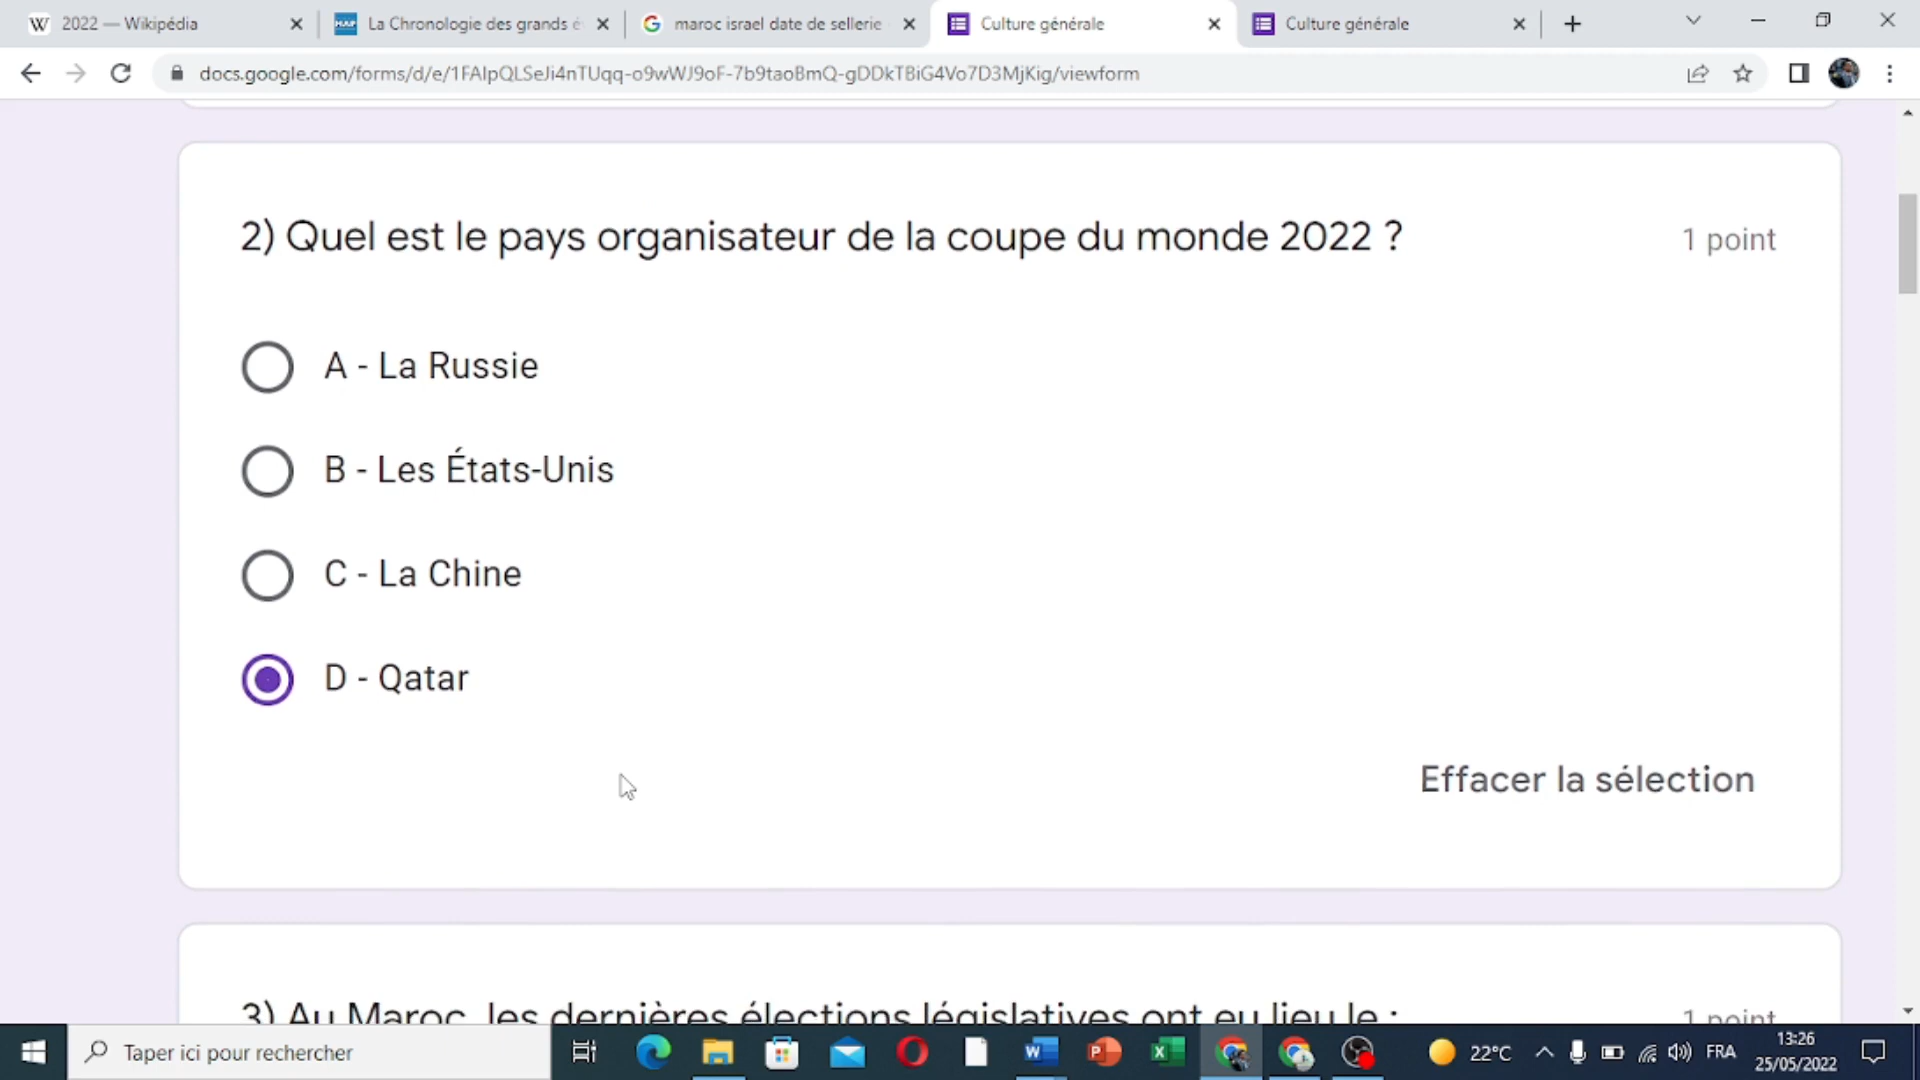 2022 — Wikipédia
La Chronologie des grands é
maroc israel date de sellerie
Culture générale
Culture générale
docs.google.com/forms/d/e/1FAIpQLSeJi4nTUqq-o9wWJ9oF-7b9taoBmQ-gDDkTBiG4Vo7D3MjKig/viewform
2) Quel est le pays organisateur de la coupe du monde 2022 ?
1 point
A - La Russie
B - Les États-Unis
C - La Chine
D - Qatar
Effacer la sélection
3) Au Maroc, les dernières élections législatives ont eu lieu le :
1 point
Taper ici pour rechercher
22°C
FRA
13:26
25/05/2022